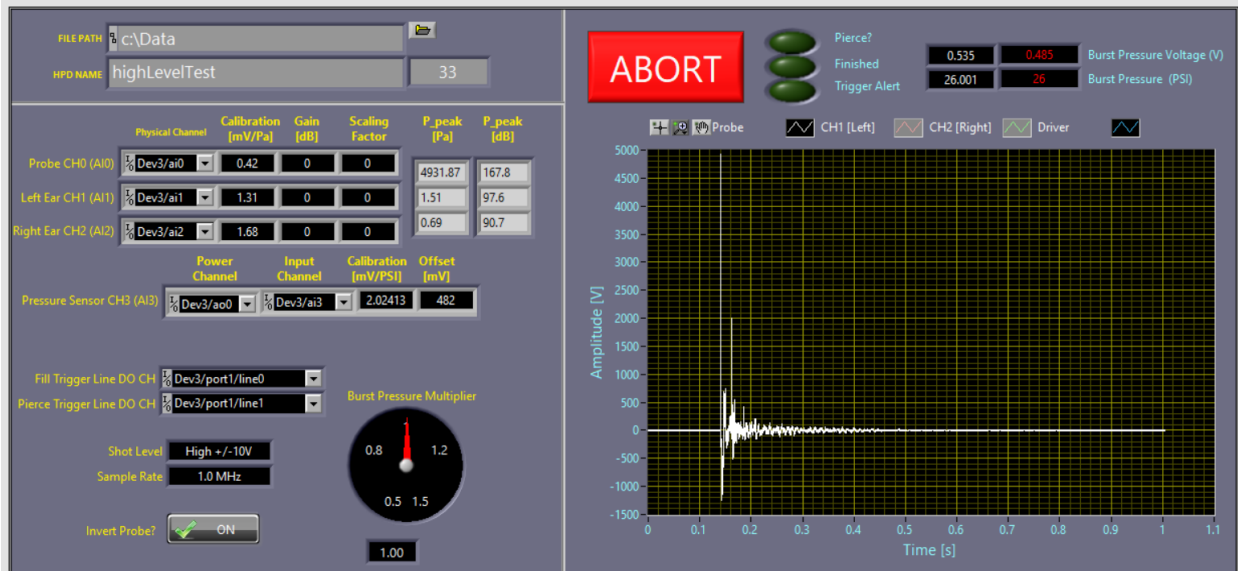 FILE PATH c:\Data
HPD NAME highLevelTest 33
Physical Channel Calibration [mV/Pa] Gain [dB] Scaling Factor P_peak [Pa] P_peak [dB]
Probe CH0 (AI0) Dev3/ai0 0.42 0 0 4931.87 167.8
Left Ear CH1 (AI1) Dev3/ai1 1.31 0 0 1.51 97.6
Right Ear CH2 (AI2) Dev3/ai2 1.68 0 0 0.69 90.7
Power Channel Input Channel Calibration [mV/PSI] Offset [mV]
Pressure Sensor CH3 (AI3) Dev3/ao0 Dev3/ai3 2.02413 482
Fill Trigger Line DO CH Dev3/port1/line0
Pierce Trigger Line DO CH Dev3/port1/line1
Shot Level High +/-10V
Sample Rate 1.0 MHz
Invert Probe? ON
Burst Pressure Multiplier
1
0.8 1.2
0.5 1.5
1.00
ABORT
Pierce?
Finished
Trigger Alert
0.535 0.485 Burst Pressure Voltage (V)
26.001 26 Burst Pressure (PSI)
Probe CH1 [Left] CH2 [Right] Driver
Amplitude [V]
5000
4500
4000
3500
3000
2500
2000
1500
1000
500
0
-500
-1000
-1500
0 0.1 0.2 0.3 0.4 0.5 0.6 0.7 0.8 0.9 1 1.1
Time [s]